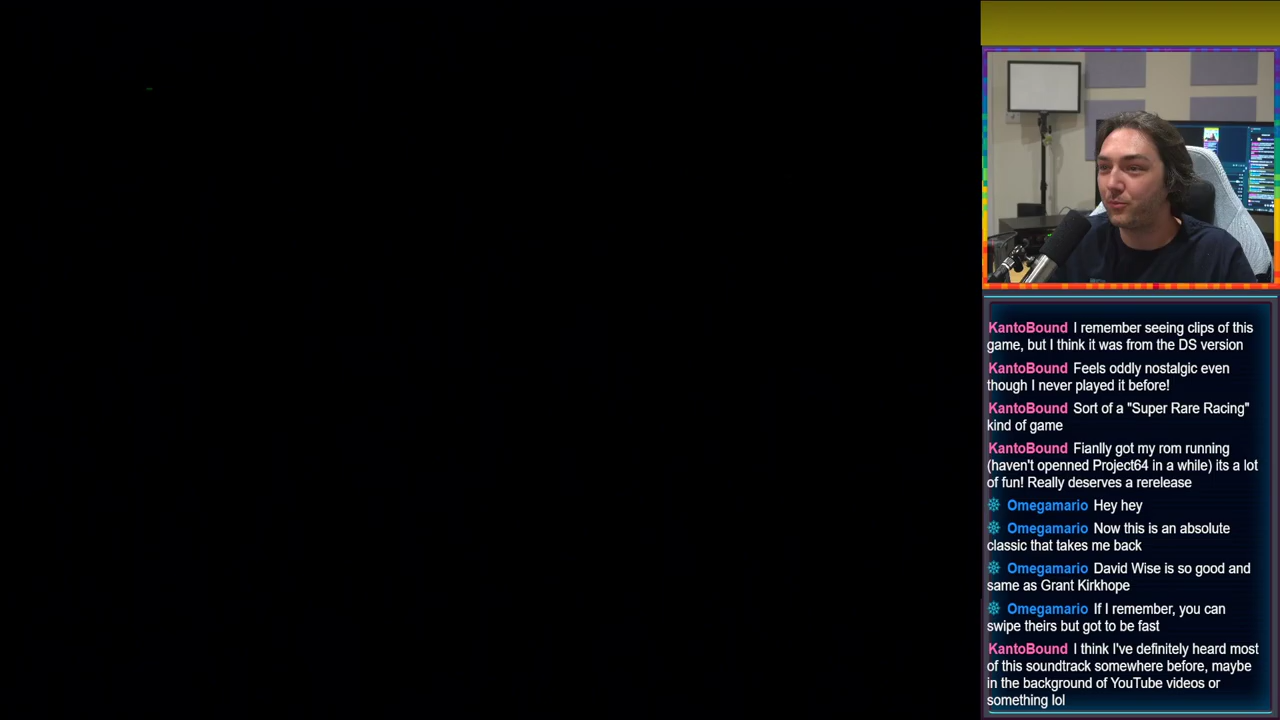 KantoBound I remember seeing clips of this
game, but I think it was from the DS version
KantoBound Feels oddly nostalgic even
though I never played it before!
KantoBound Sort of a "Super Rare Racing"
kind of game
KantoBound Fianlly got my rom running
(haven't openned Project64 in a while) its a lot
of fun! Really deserves a rerelease
Omegamario Hey hey
Omegamario Now this is an absolute
classic that takes me back
Omegamario David Wise is so good and
same as Grant Kirkhope
Omegamario If I remember, you can
swipe theirs but got to be fast
KantoBound I think I've definitely heard most
of this soundtrack somewhere before, maybe
in the background of YouTube videos or
something lol